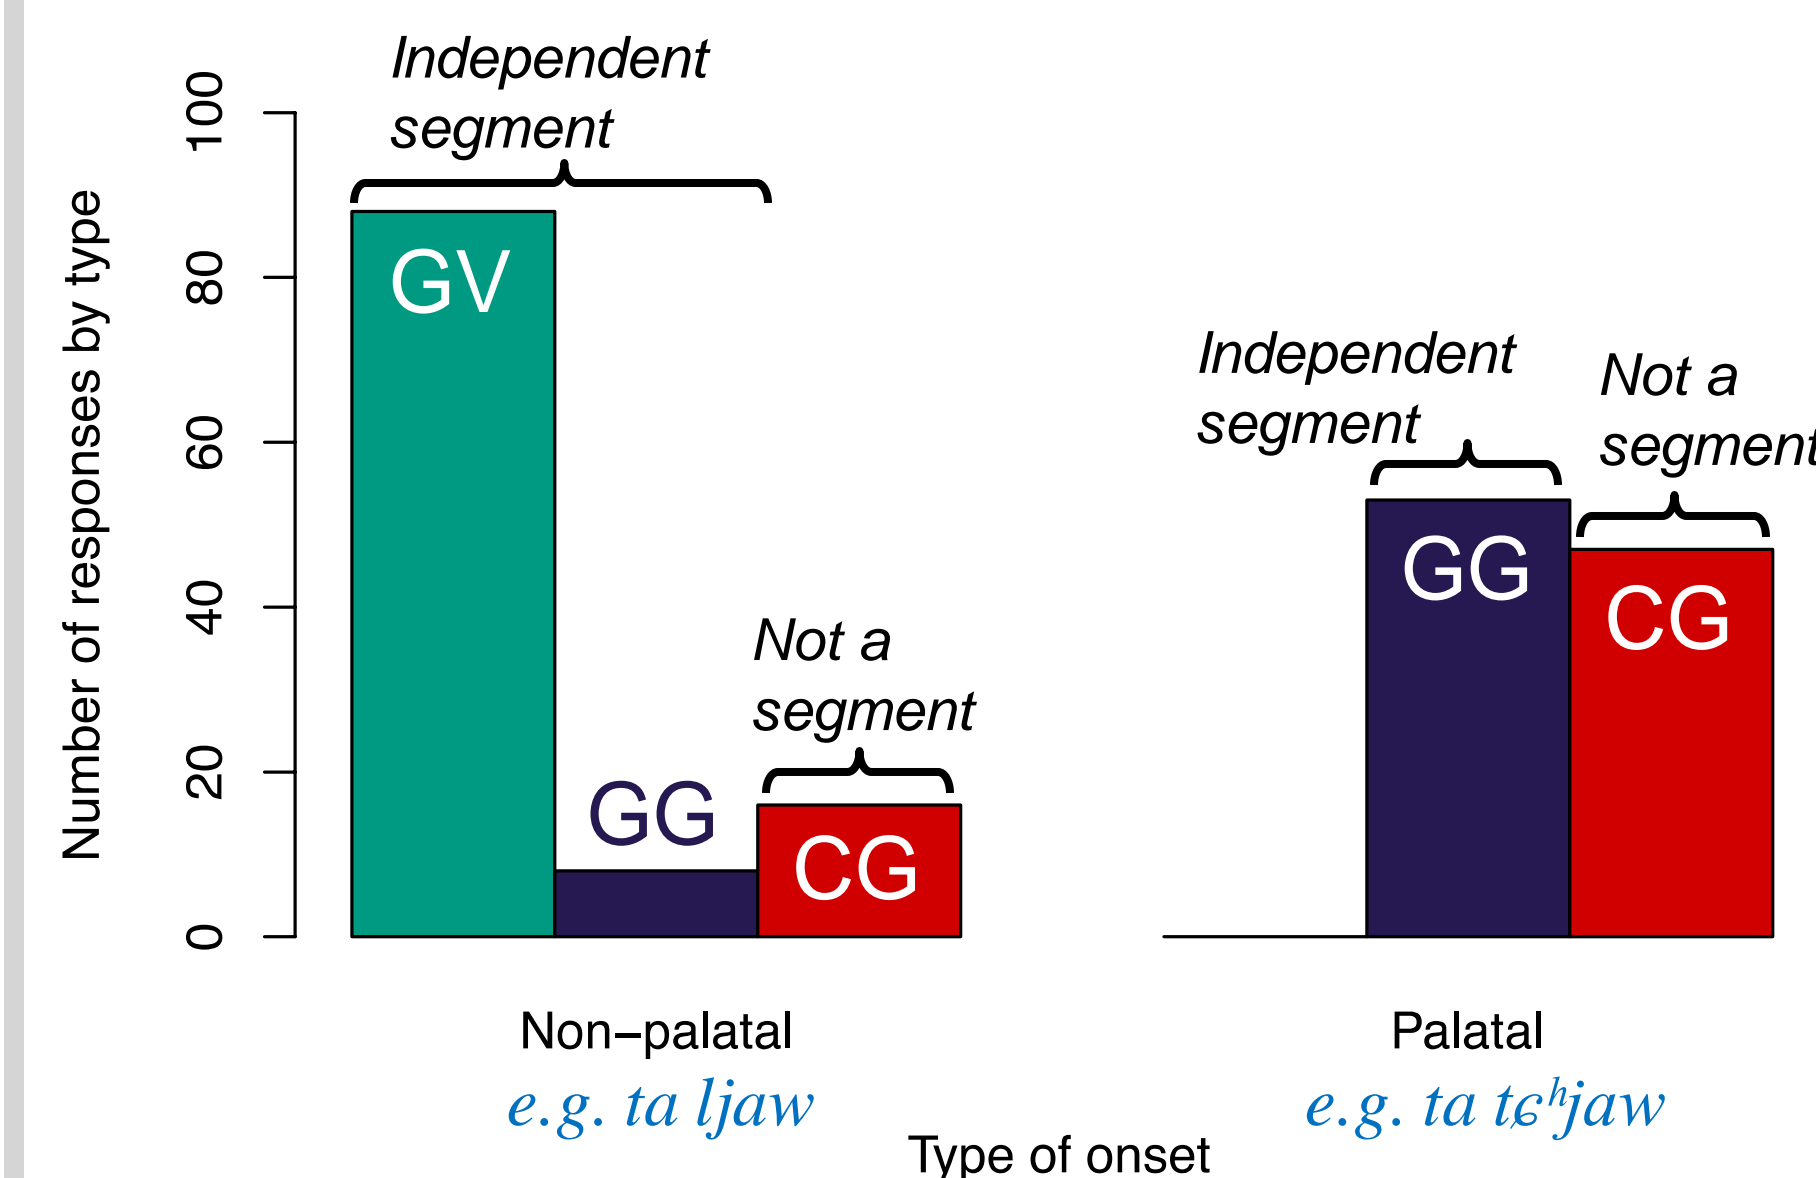 Independent
segment
100
80
60
40
20
0
Number of responses by type
GV
GG
Not a
segment
CG
Independent
segment
Not a
segment
GG
CG
Non−palatal
e.g. ta ljaw
Palatal
e.g. ta tɕʰjaw
Type of onset